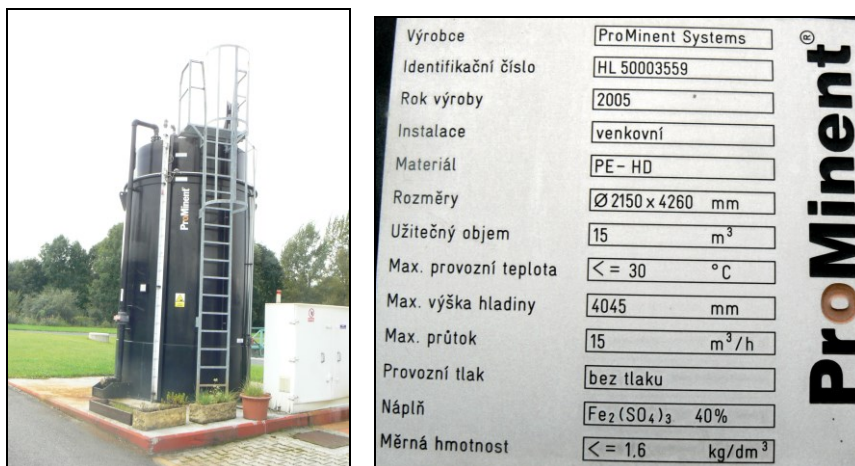 ProMinent
Výrobce ProMinent Systems
Identifikační číslo HL 50003559
Rok výroby 2005
Instalace venkovní
Materiál PE-HD
Rozměry Ø 2150 x 4260 mm
Užitečný objem 15 m³
Max. provozní teplota <= 30 °C
Max. výška hladiny 4045 mm
Max. průtok 15 m³/h
Provozní tlak bez tlaku
Náplň Fe₂(SO₄)₃ 40%
Měrná hmotnost <= 1.6 kg/dm³
ProMinent®